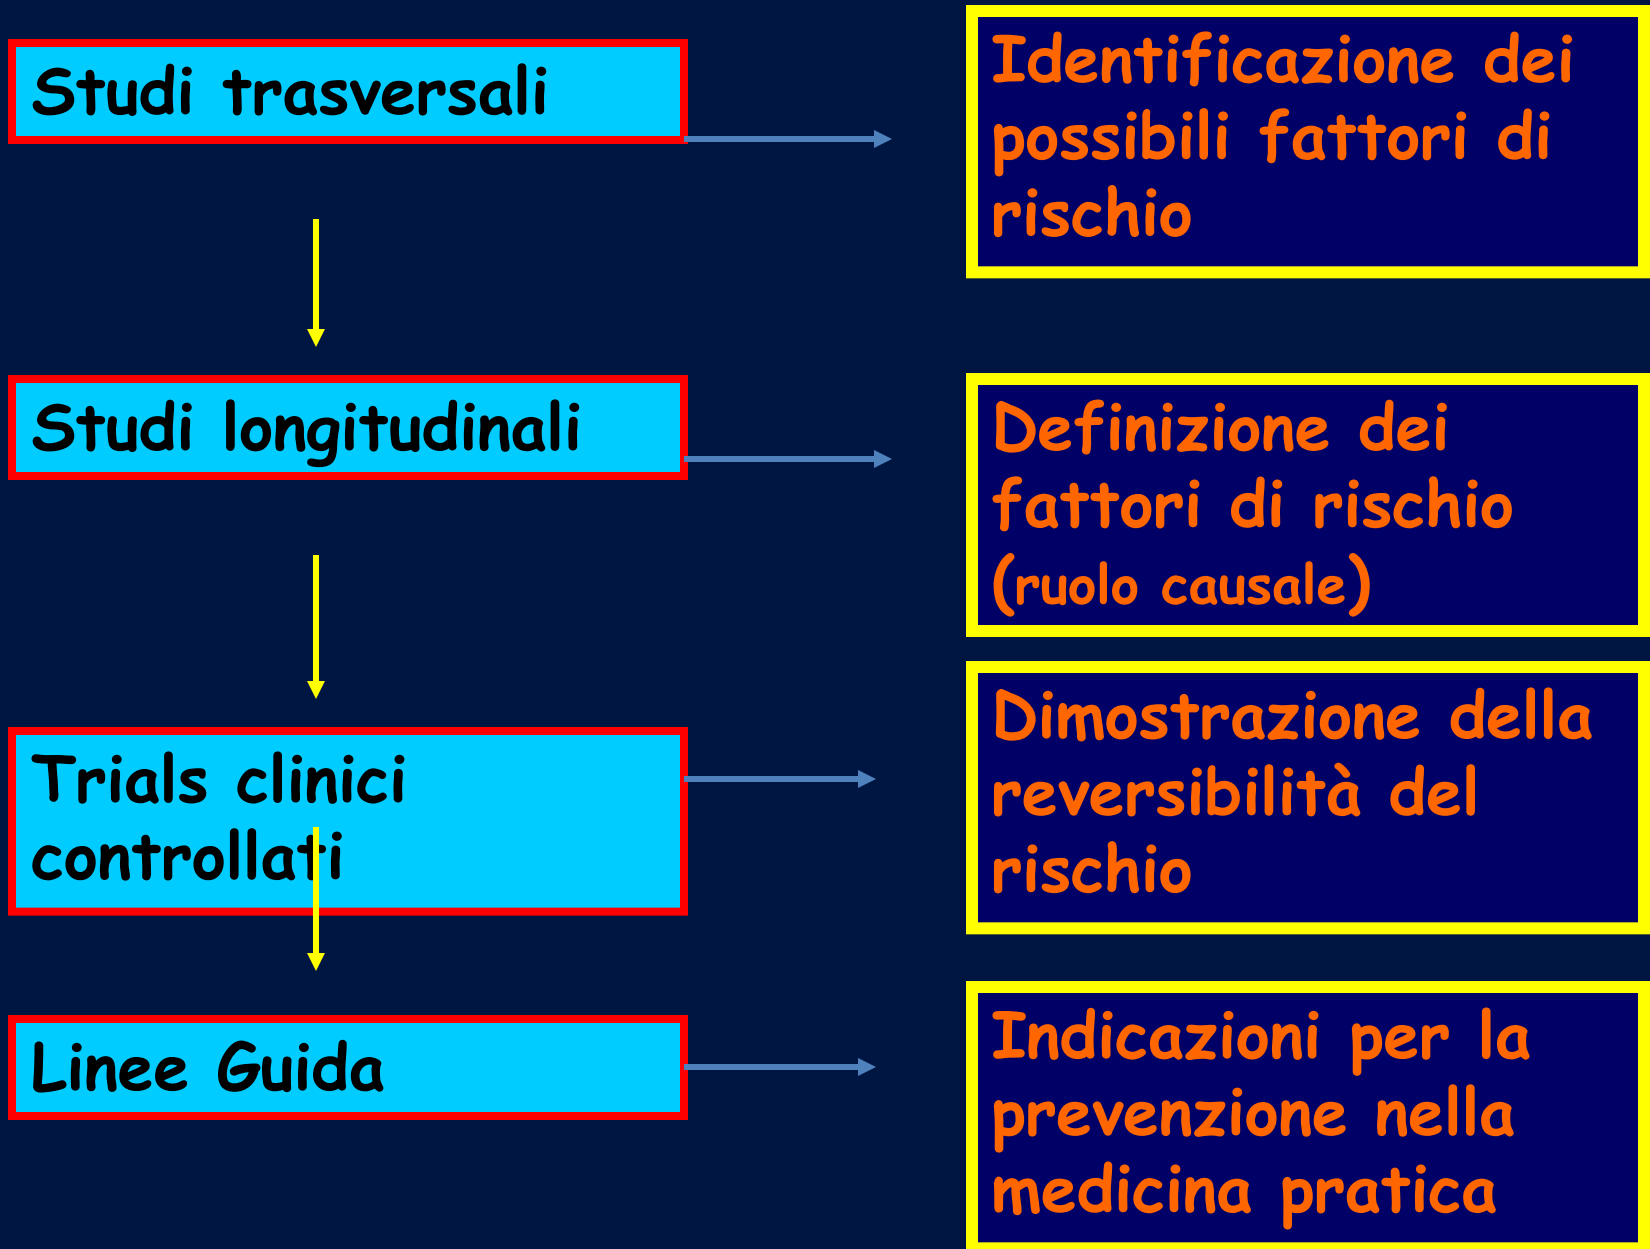 Studi trasversali
Identificazione dei
possibili fattori di
rischio
Studi longitudinali
Definizione dei
fattori di rischio
(ruolo causale)
Trials clinici
controllati
Dimostrazione della
reversibilità del
rischio
Linee Guida
Indicazioni per la
prevenzione nella
medicina pratica